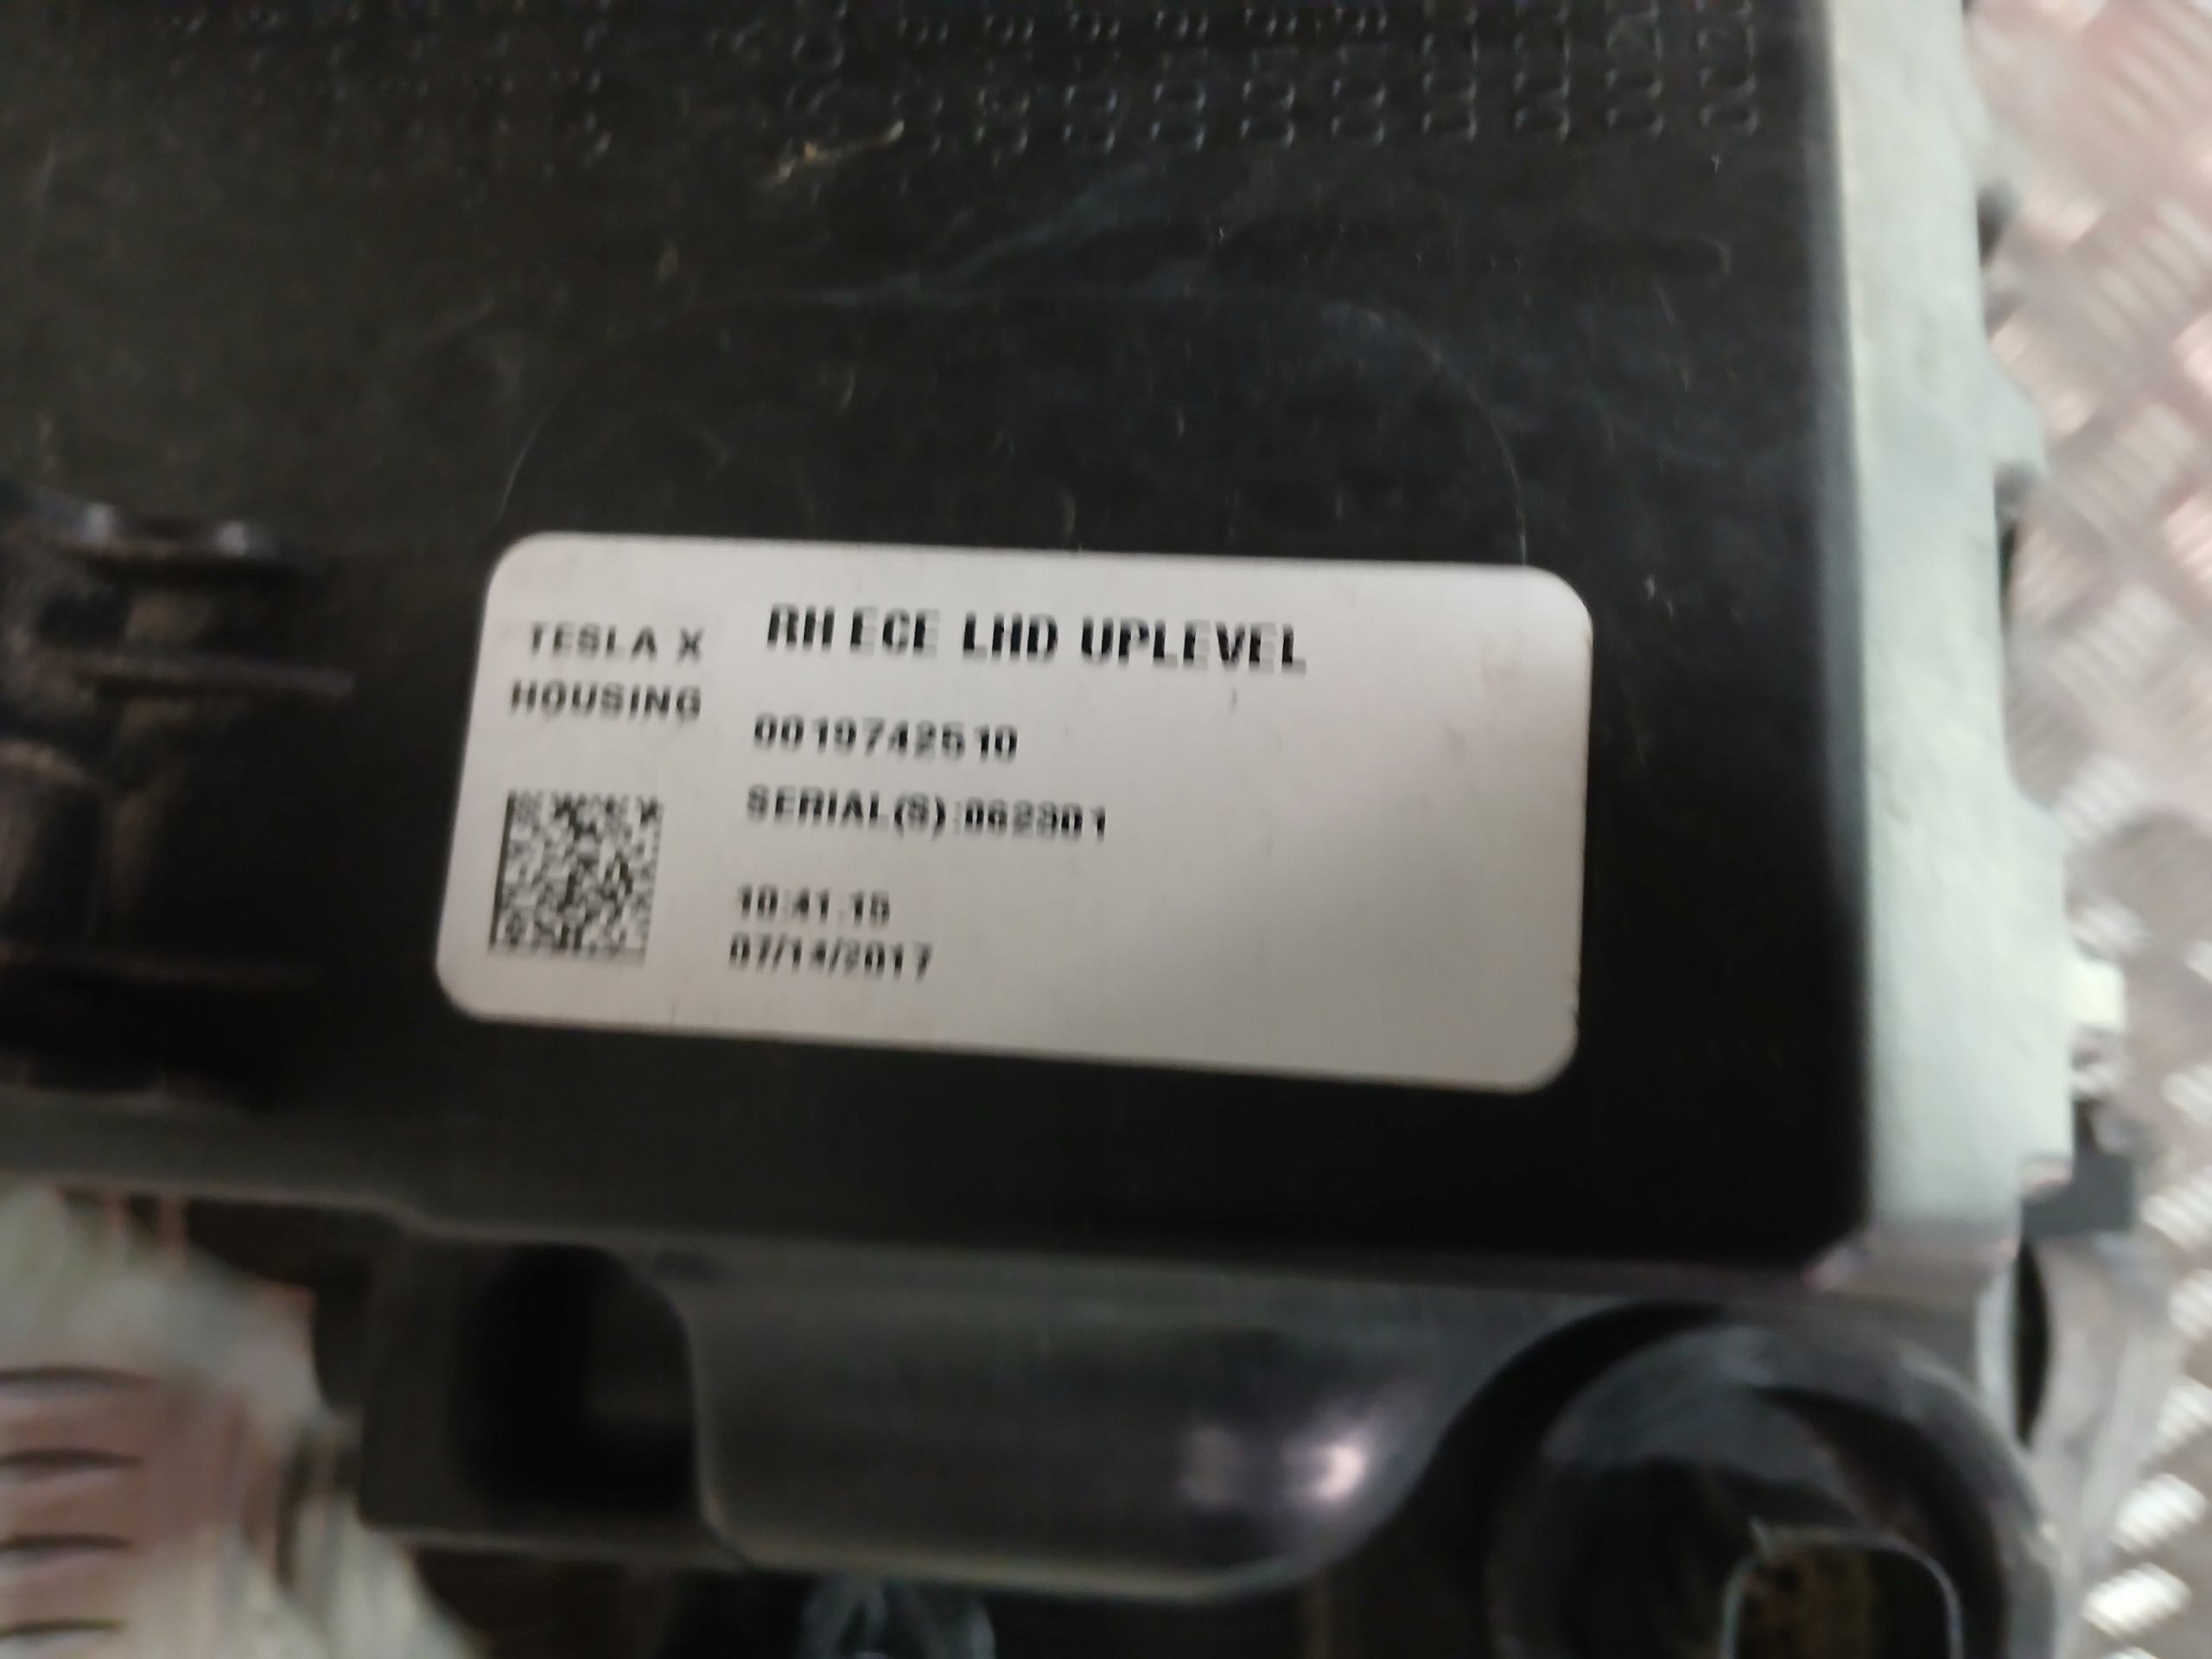 TESLA X
HOUSING
RH ECE LHD UPLEVEL
0019742510
SERIAL(S):062901
10:41:15
07/14/2017